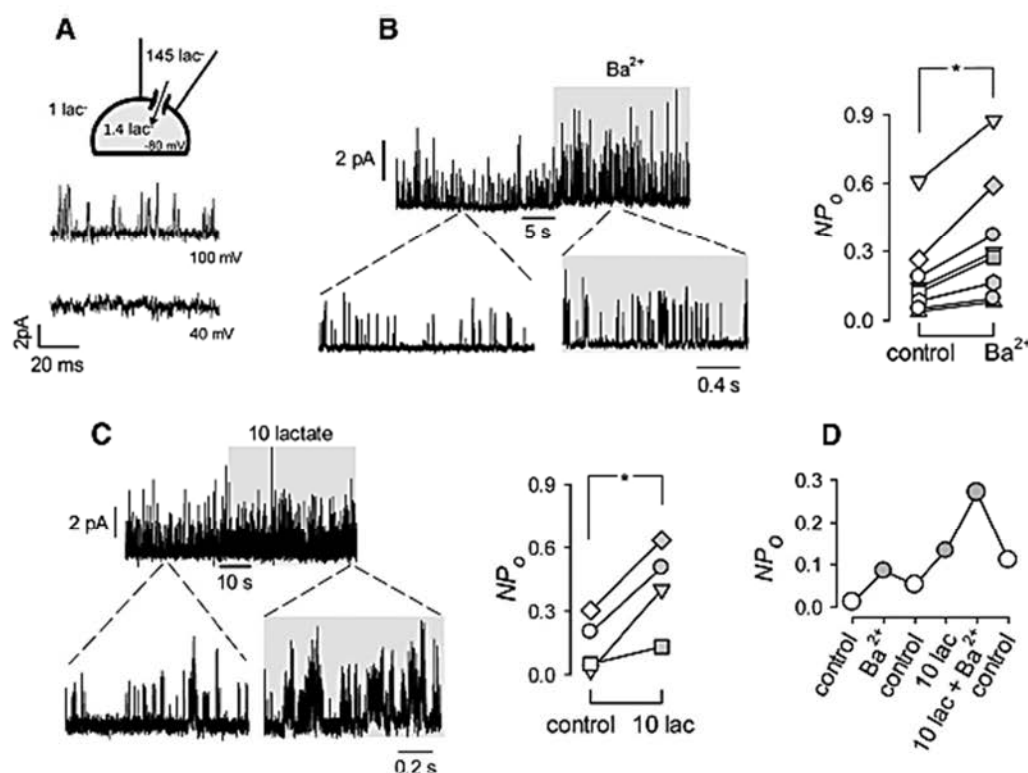 A
145 lac-
1 lac-
1.4 lac-
-80 mV
100 mV
40 mV
2pA
20 ms
B
Ba2+
2 pA
5 s
0.4 s
*
0.9
0.6
0.3
0.0
NPo
control Ba2+
C
10 lactate
2 pA
10 s
0.2 s
*
0.9
0.6
0.3
0.0
NPo
control 10 lac
D
0.3
0.2
0.1
0.0
NPo
control
Ba2+
control
10 lac
10 lac + Ba2+
control